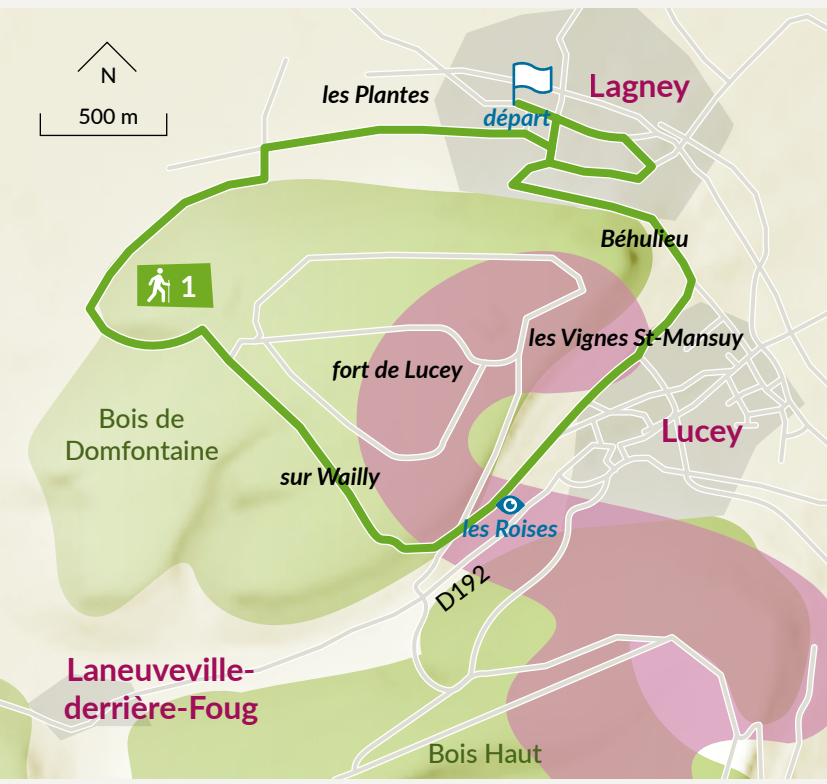 N
500 m
les Plantes
départ
Lagney
Béhulieu
1
les Vignes St-Mansuy
fort de Lucey
Bois de
Domfontaine
Lucey
sur Wailly
les Roises
D192
Laneuveville-
derrière-Foug
Bois Haut